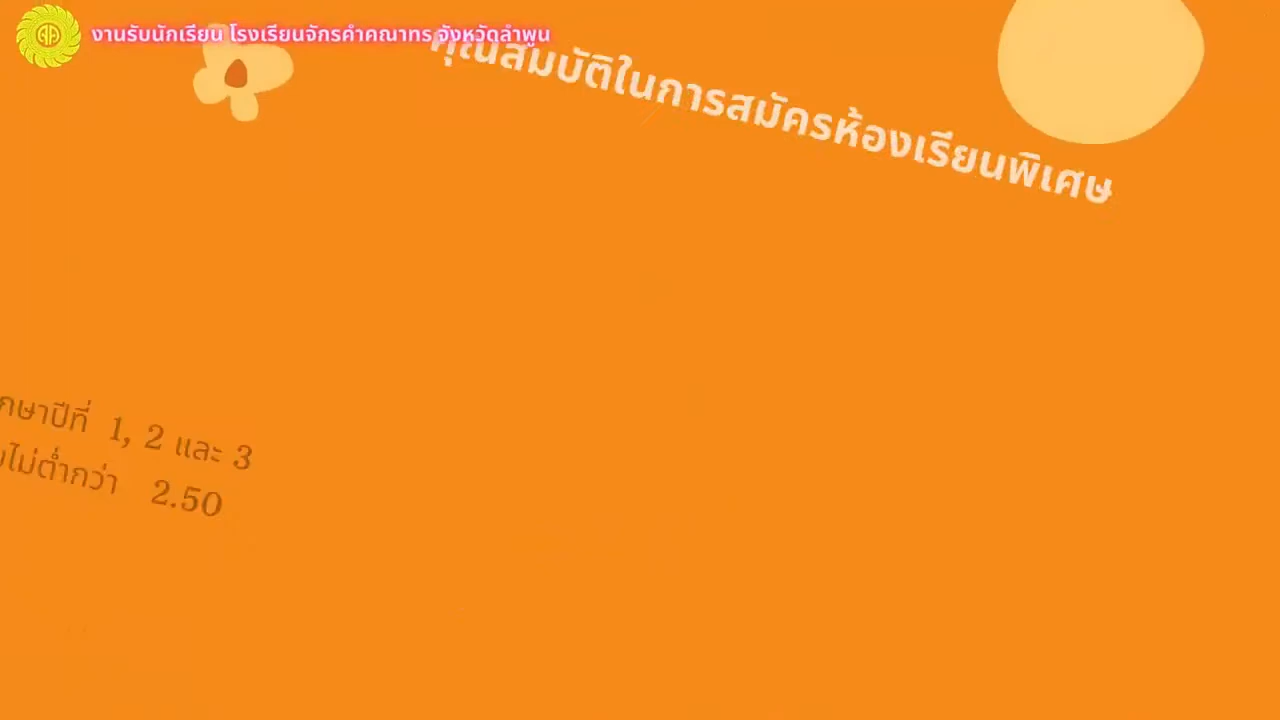 งานรับนักเรียน โรงเรียนจักรคำคณาทร จังหวัดลำพูน
คุณสมบัติในการสมัครห้องเรียนพิเศษ
กษาปีที่ 1, 2 และ 3
ไม่ต่ำกว่า 2.50